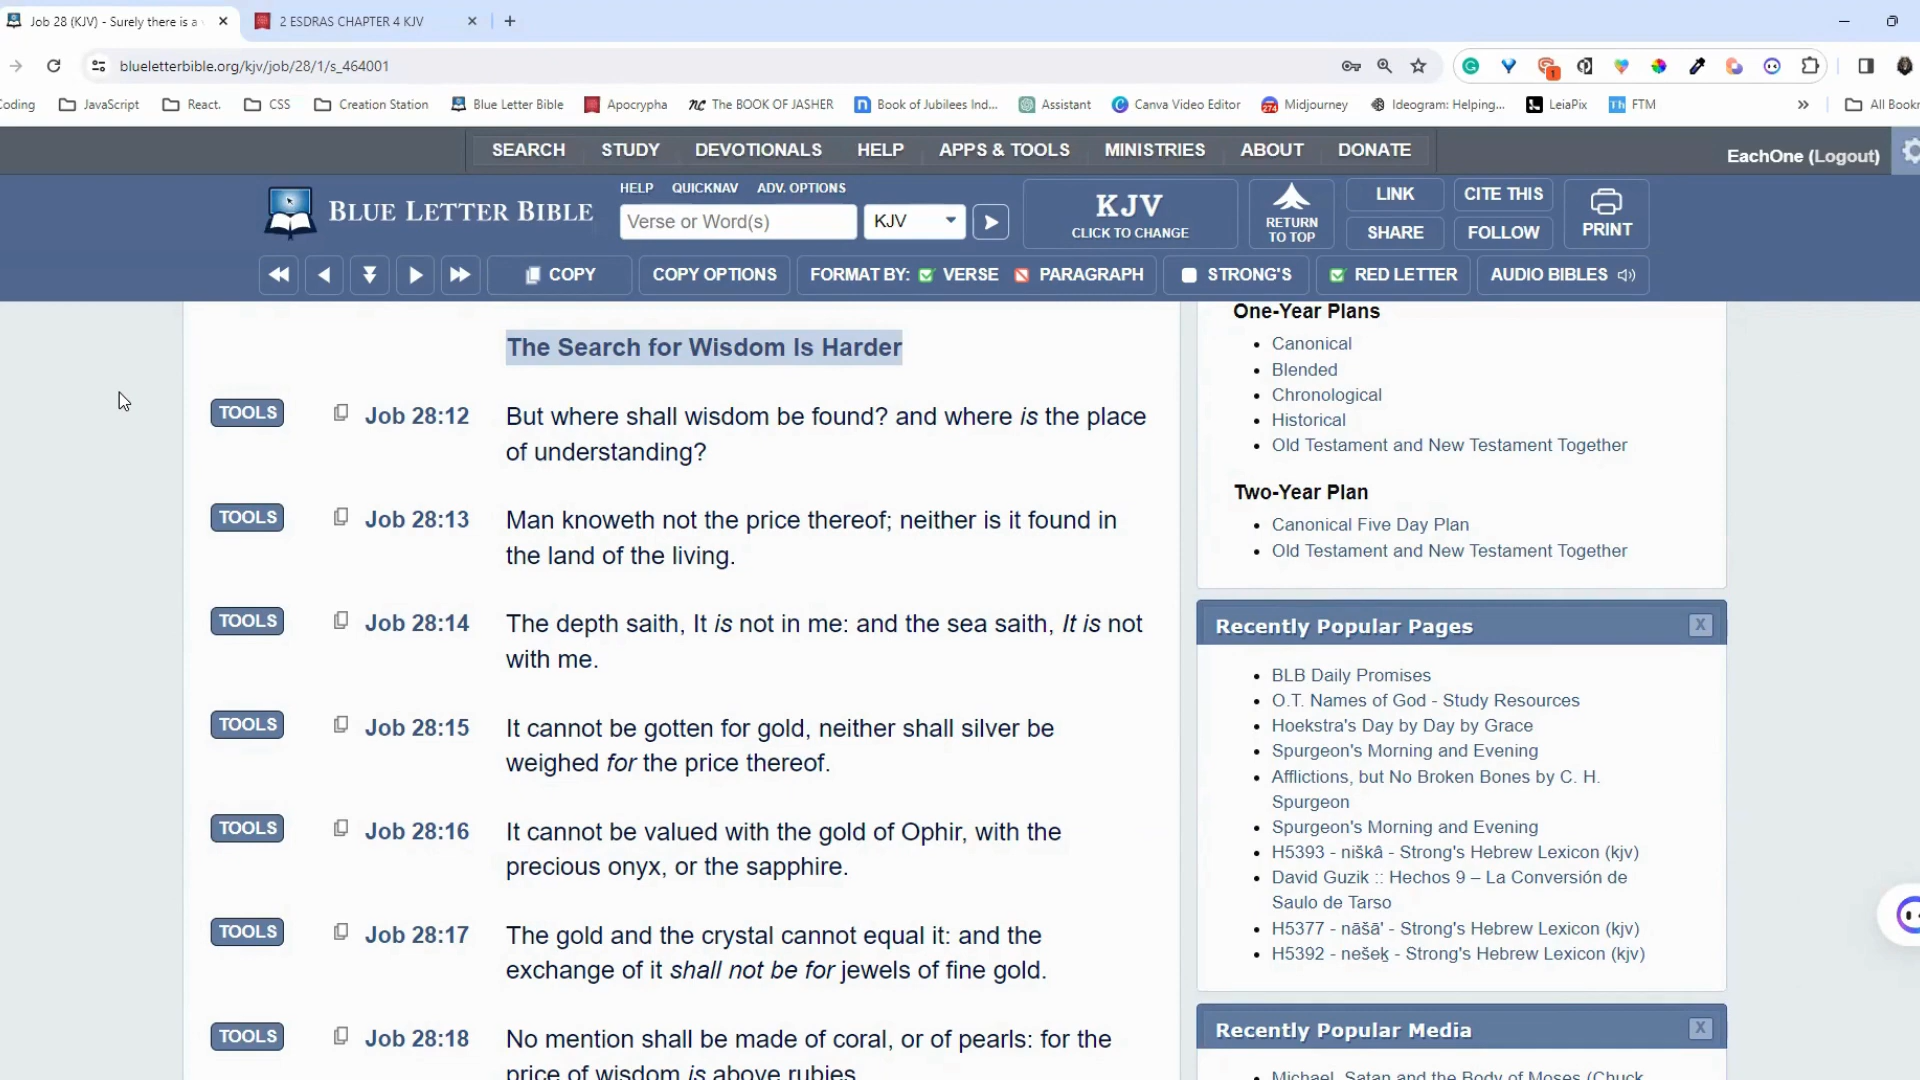 Job 28 (KJV) - Surely there is a
2 ESDRAS CHAPTER 4 KJV
blueletterbible.org/kjv/job/28/1/s_464001
1
oding
JavaScript
React.
CSS
Creation Station
Blue Letter Bible
Apocrypha
The BOOK OF JASHER
Book of Jubilees Ind...
Assistant
Canva Video Editor
274
Midjourney
Ideogram: Helping...
LeiaPix
Th
FTM
»
All Bookr
SEARCH
STUDY
DEVOTIONALS
HELP
APPS & TOOLS
MINISTRIES
ABOUT
DONATE
EachOne (Logout)
BLUE LETTER BIBLE
HELP
QUICKNAV
ADV. OPTIONS
Verse or Word(s)
KJV
KJV
CLICK TO CHANGE
RETURN
TO TOP
LINK
CITE THIS
SHARE
FOLLOW
PRINT
COPY
COPY OPTIONS
FORMAT BY:
VERSE
PARAGRAPH
STRONG'S
RED LETTER
AUDIO BIBLES
The Search for Wisdom Is Harder
TOOLS
Job 28:12
But where shall wisdom be found? and where is the place
of understanding?
TOOLS
Job 28:13
Man knoweth not the price thereof; neither is it found in
the land of the living.
TOOLS
Job 28:14
The depth saith, It is not in me: and the sea saith, It is not
with me.
TOOLS
Job 28:15
It cannot be gotten for gold, neither shall silver be
weighed for the price thereof.
TOOLS
Job 28:16
It cannot be valued with the gold of Ophir, with the
precious onyx, or the sapphire.
TOOLS
Job 28:17
The gold and the crystal cannot equal it: and the
exchange of it shall not be for jewels of fine gold.
TOOLS
Job 28:18
No mention shall be made of coral, or of pearls: for the
price of wisdom is above rubies.
One-Year Plans
Canonical
Blended
Chronological
Historical
Old Testament and New Testament Together
Two-Year Plan
Canonical Five Day Plan
Old Testament and New Testament Together
Recently Popular Pages
X
BLB Daily Promises
O.T. Names of God - Study Resources
Hoekstra's Day by Day by Grace
Spurgeon's Morning and Evening
Afflictions, but No Broken Bones by C. H.
Spurgeon
Spurgeon's Morning and Evening
H5393 - niškâ - Strong's Hebrew Lexicon (kjv)
David Guzik :: Hechos 9 – La Conversión de
Saulo de Tarso
H5377 - nāšā' - Strong's Hebrew Lexicon (kjv)
H5392 - nešeḵ - Strong's Hebrew Lexicon (kjv)
Recently Popular Media
X
Michael, Satan and the Body of Moses (Chuck